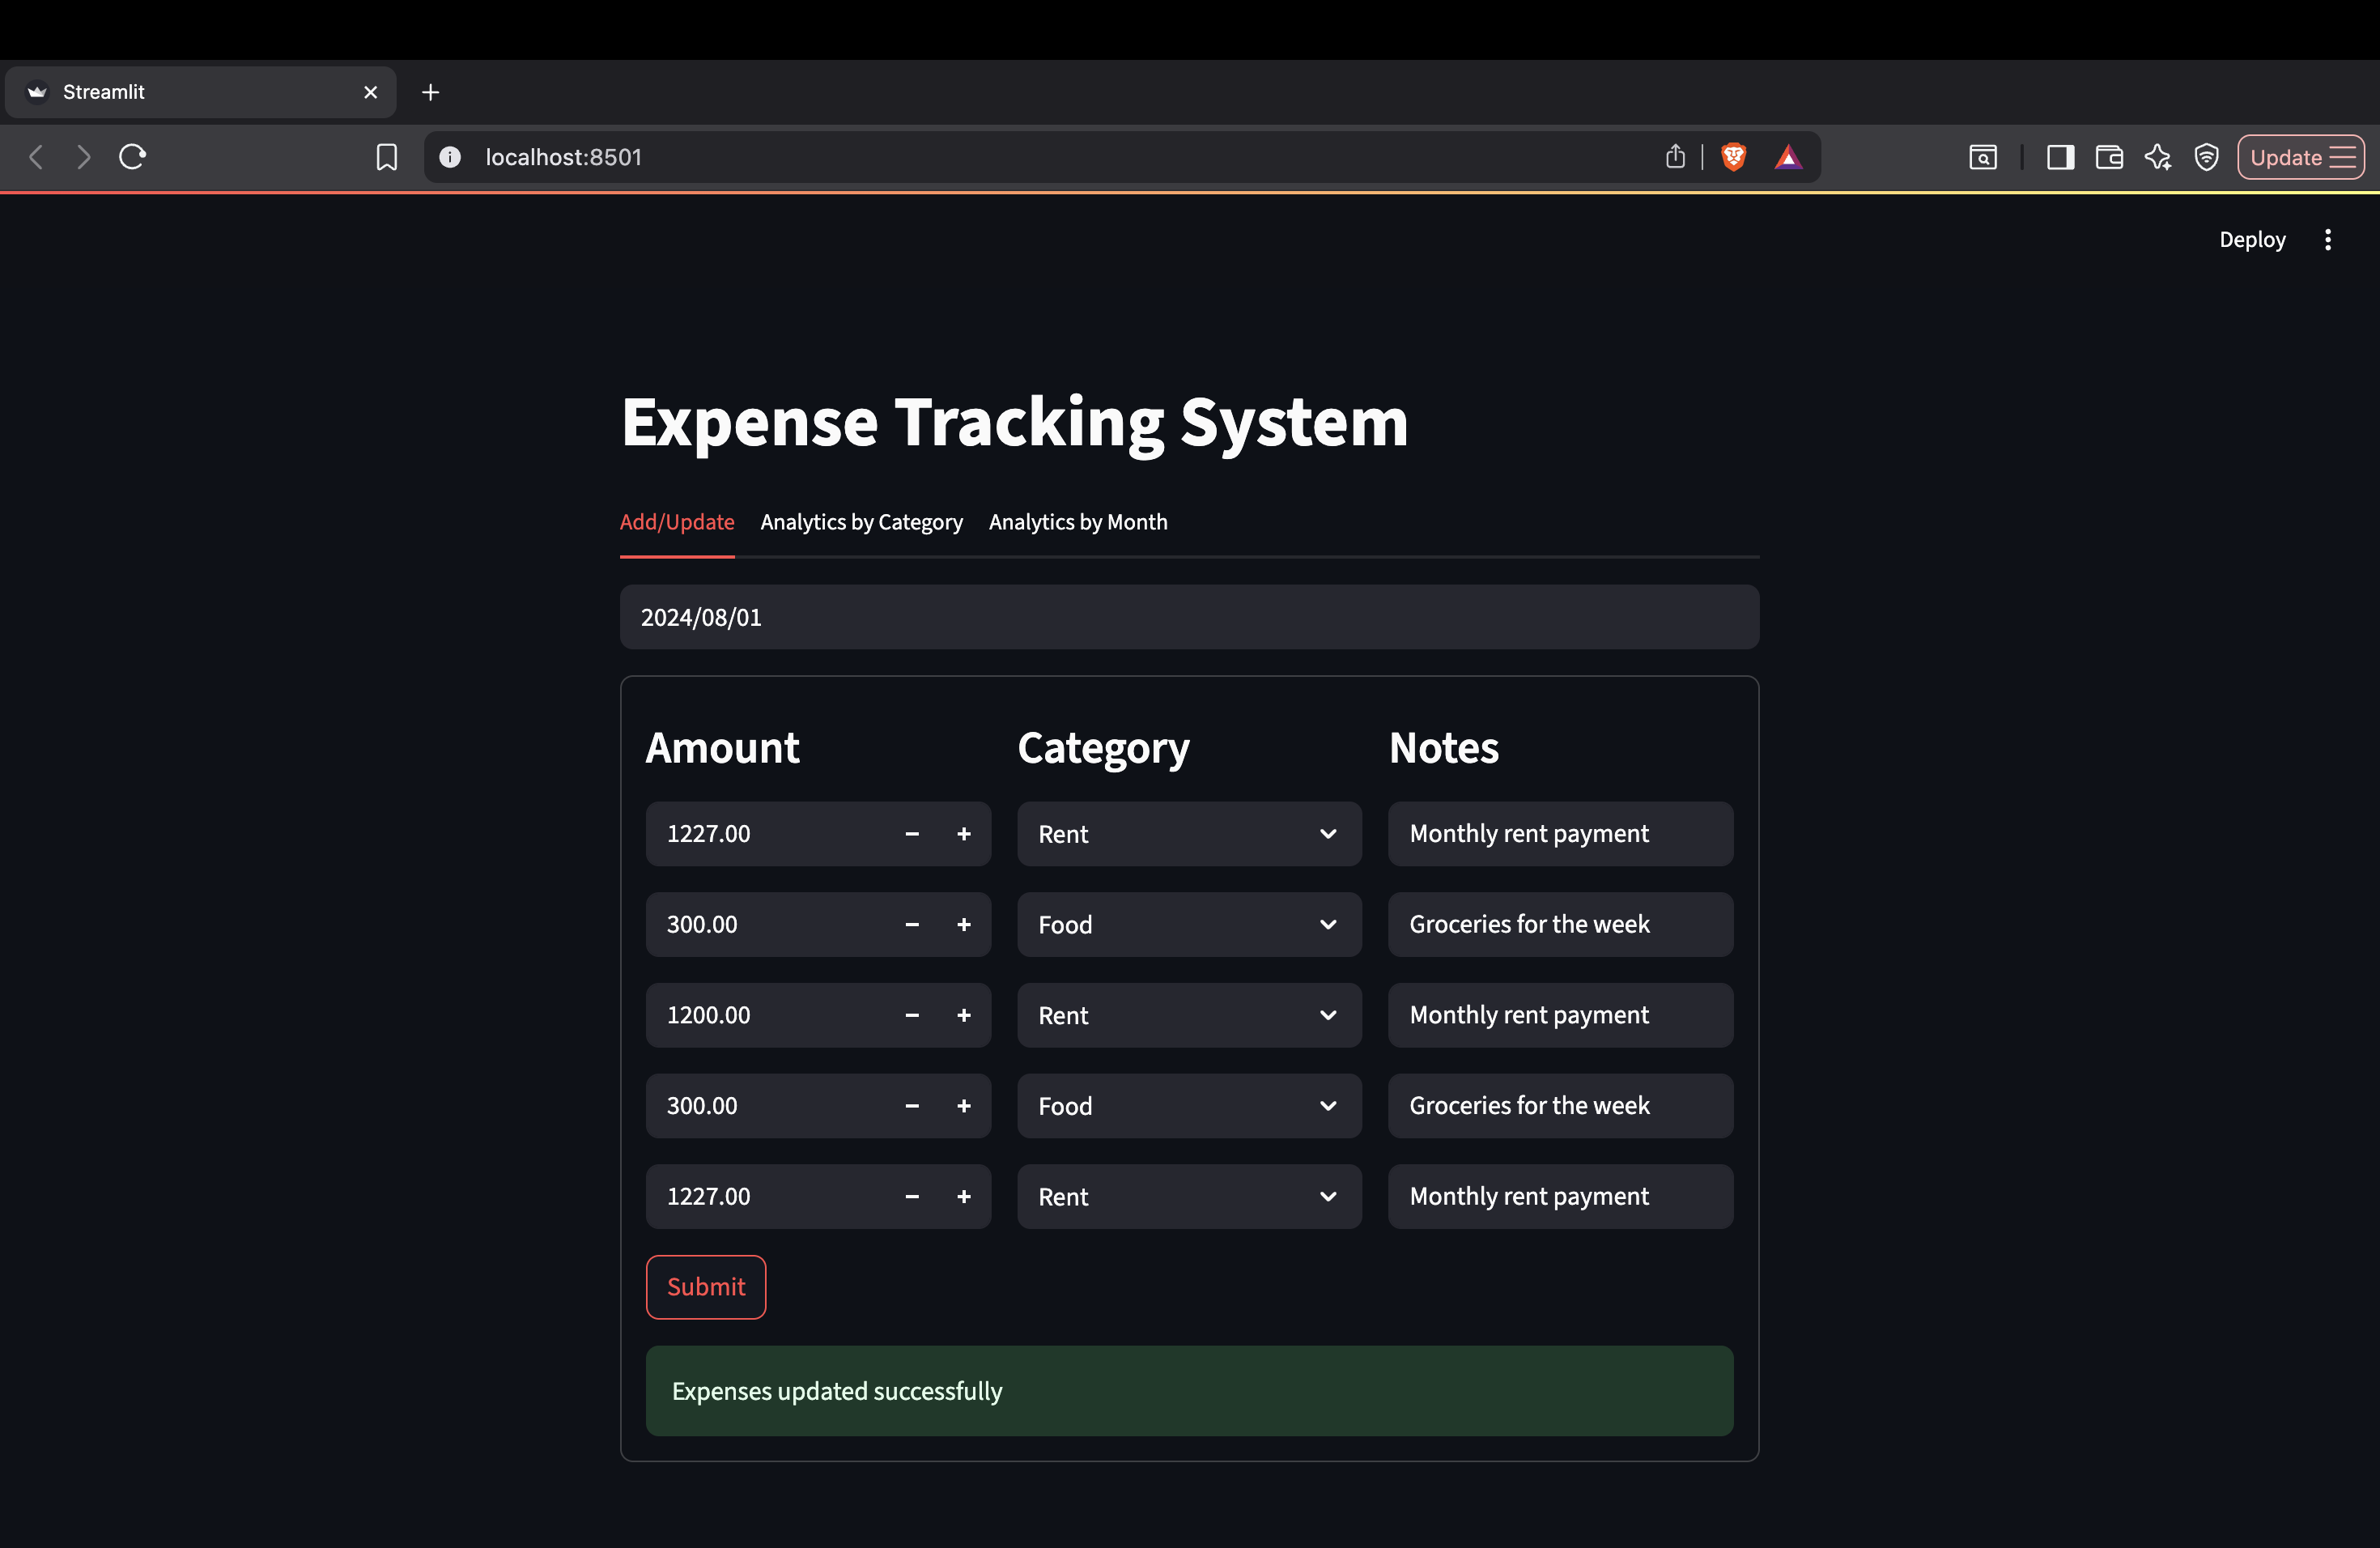 Streamlit
localhost:8501
Update
Deploy
Expense Tracking System
Add/Update Analytics by Category Analytics by Month
2024/08/01
Amount Category Notes
1227.00 Rent Monthly rent payment
300.00 Food Groceries for the week
1200.00 Rent Monthly rent payment
300.00 Food Groceries for the week
1227.00 Rent Monthly rent payment
Submit
Expenses updated successfully